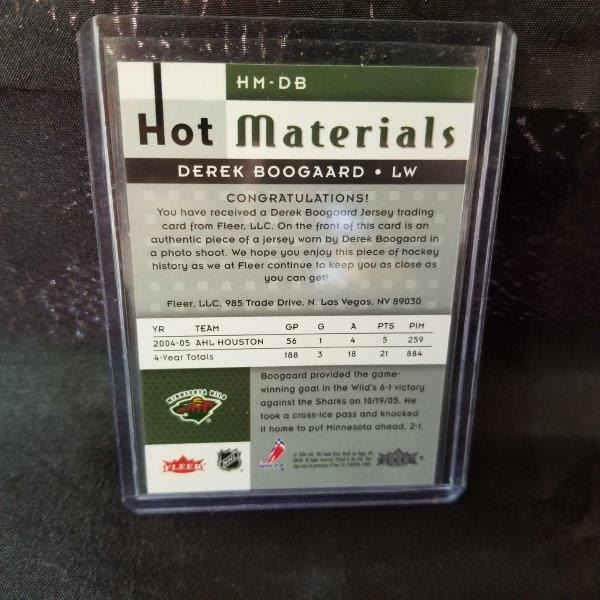 HM-DB
Hot Materials
DEREK BOOGAARD • LW
CONGRATULATIONS!
You have received a Derek Boogaard Jersey trading
card from Fleer, LLC. On the front of this card is an
authentic piece of a jersey worn by Derek Boogaard in
a photo shoot. We hope you enjoy this piece of hockey
history as we at Fleer continue to keep you as close as
you can get!
Fleer, LLC, 985 Trade Drive, N. Las Vegas, NV 89030
YR TEAM GP G A PTS PIM
2004-05 AHL HOUSTON 56 1 4 5 259
4-Year Totals 188 3 18 21 884
Boogaard provided the game-
winning goal in the Wild's 6-1 victory
against the Sharks on 10/19/05. He
took a cross-ice pass and knocked
it home to put Minnesota ahead, 2-1.
MINNESOTA WILD
FLEER
NHL
NHLPA
FLEER